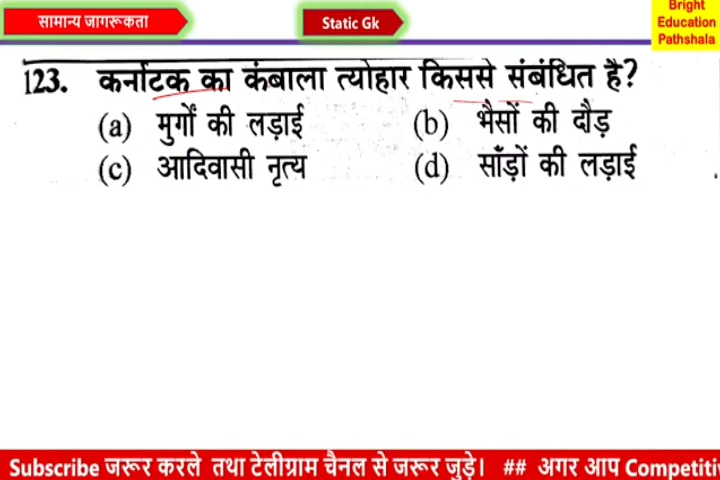 सामान्य जागरूकता
Static Gk
Bright
Education
Pathshala
123. कर्नाटक का कंबाला त्योहार किससे संबंधित है?
(a) मुर्गों की लड़ाई (b) भैसों की दौड़
(c) आदिवासी नृत्य (d) साँड़ों की लड़ाई
Subscribe जरूर करले तथा टेलीग्राम चैनल से जरूर जुड़े। ## अगर आप Competitiv